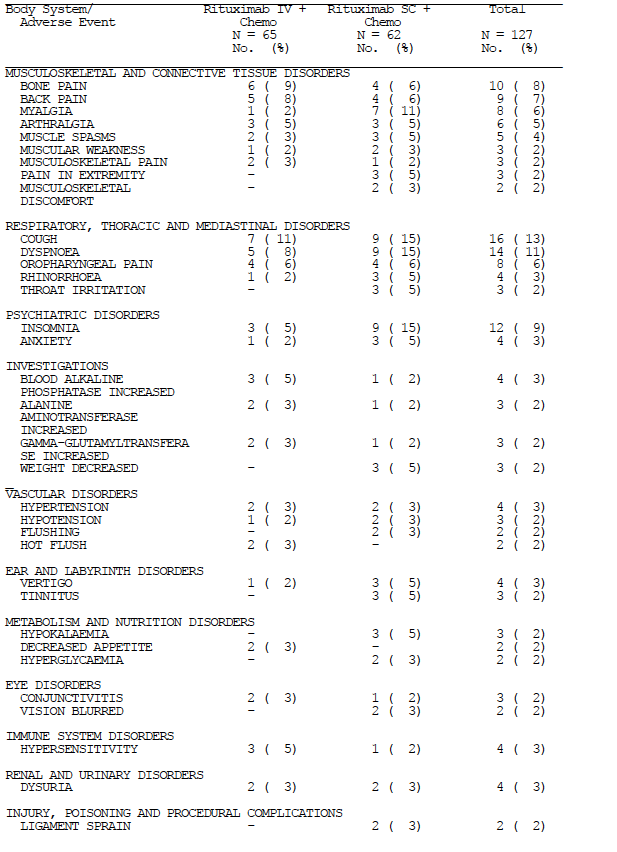 Body System/ Rituximab IV + Rituximab SC + Total
Adverse Event Chemo Chemo
N = 65 N = 62 N = 127
No. (%) No. (%) No. (%)
MUSCULOSKELETAL AND CONNECTIVE TISSUE DISORDERS
BONE PAIN 6 ( 9) 4 ( 6) 10 ( 8)
BACK PAIN 5 ( 8) 4 ( 6) 9 ( 7)
MYALGIA 1 ( 2) 7 ( 11) 8 ( 6)
ARTHRALGIA 3 ( 5) 3 ( 5) 6 ( 5)
MUSCLE SPASMS 2 ( 3) 3 ( 5) 5 ( 4)
MUSCULAR WEAKNESS 1 ( 2) 2 ( 3) 3 ( 2)
MUSCULOSKELETAL PAIN 2 ( 3) 1 ( 2) 3 ( 2)
PAIN IN EXTREMITY - 3 ( 5) 3 ( 2)
MUSCULOSKELETAL - 2 ( 3) 2 ( 2)
DISCOMFORT
RESPIRATORY, THORACIC AND MEDIASTINAL DISORDERS
COUGH 7 ( 11) 9 ( 15) 16 ( 13)
DYSPNOEA 5 ( 8) 9 ( 15) 14 ( 11)
OROPHARYNGEAL PAIN 4 ( 6) 4 ( 6) 8 ( 6)
RHINORRHOEA 1 ( 2) 3 ( 5) 4 ( 3)
THROAT IRRITATION - 3 ( 5) 3 ( 2)
PSYCHIATRIC DISORDERS
INSOMNIA 3 ( 5) 9 ( 15) 12 ( 9)
ANXIETY 1 ( 2) 3 ( 5) 4 ( 3)
INVESTIGATIONS
BLOOD ALKALINE 3 ( 5) 1 ( 2) 4 ( 3)
PHOSPHATASE INCREASED
ALANINE 2 ( 3) 1 ( 2) 3 ( 2)
AMINOTRANSFERASE
INCREASED
GAMMA-GLUTAMYLTRANSFERA 2 ( 3) 1 ( 2) 3 ( 2)
SE INCREASED
WEIGHT DECREASED - 3 ( 5) 3 ( 2)
VASCULAR DISORDERS
HYPERTENSION 2 ( 3) 2 ( 3) 4 ( 3)
HYPOTENSION 1 ( 2) 2 ( 3) 3 ( 2)
FLUSHING - 2 ( 3) 2 ( 2)
HOT FLUSH 2 ( 3) - 2 ( 2)
EAR AND LABYRINTH DISORDERS
VERTIGO 1 ( 2) 3 ( 5) 4 ( 3)
TINNITUS - 3 ( 5) 3 ( 2)
METABOLISM AND NUTRITION DISORDERS
HYPOKALAEMIA - 3 ( 5) 3 ( 2)
DECREASED APPETITE 2 ( 3) - 2 ( 2)
HYPERGLYCAEMIA - 2 ( 3) 2 ( 2)
EYE DISORDERS
CONJUNCTIVITIS 2 ( 3) 1 ( 2) 3 ( 2)
VISION BLURRED - 2 ( 3) 2 ( 2)
IMMUNE SYSTEM DISORDERS
HYPERSENSITIVITY 3 ( 5) 1 ( 2) 4 ( 3)
RENAL AND URINARY DISORDERS
DYSURIA 2 ( 3) 2 ( 3) 4 ( 3)
INJURY, POISONING AND PROCEDURAL COMPLICATIONS
LIGAMENT SPRAIN - 2 ( 3) 2 ( 2)